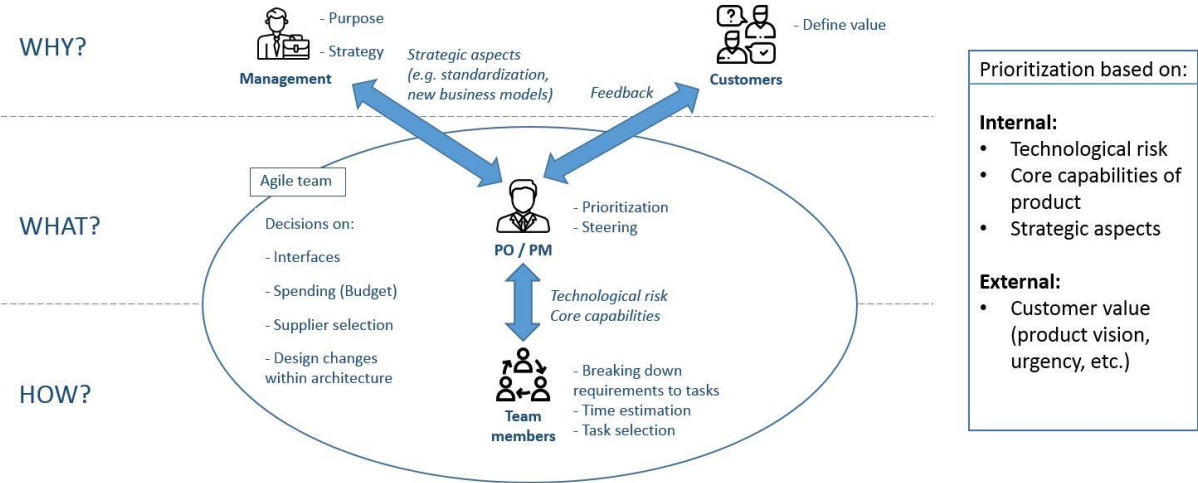 WHY?
- Purpose
- Strategy
Management
Strategic aspects
(e.g. standardization,
new business models)
Feedback
Customers
- Define value
WHAT?
Agile team
Decisions on:
- Interfaces
- Spending (Budget)
- Supplier selection
- Design changes
within architecture
PO / PM
- Prioritization
- Steering
Technological risk
Core capabilities
HOW?
Team
members
- Breaking down
requirements to tasks
- Time estimation
- Task selection
Prioritization based on:
Internal:
• Technological risk
• Core capabilities of
product
• Strategic aspects
External:
• Customer value
(product vision,
urgency, etc.)